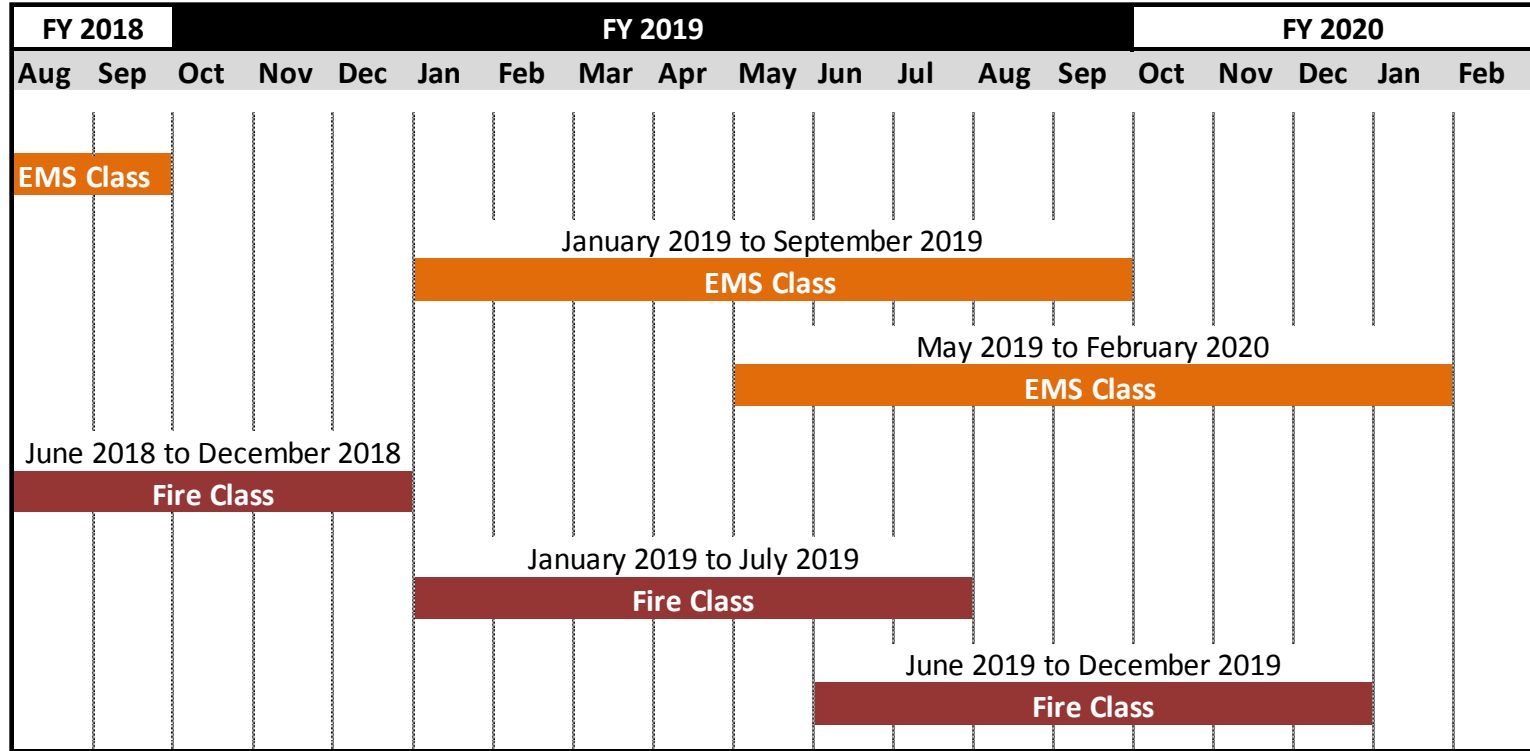 FY 2018 FY 2019 FY 2020
Aug Sep Oct Nov Dec Jan Feb Mar Apr May Jun Jul Aug Sep Oct Nov Dec Jan Feb
EMS Class
January 2019 to September 2019
EMS Class
May 2019 to February 2020
EMS Class
June 2018 to December 2018
Fire Class
January 2019 to July 2019
Fire Class
June 2019 to December 2019
Fire Class